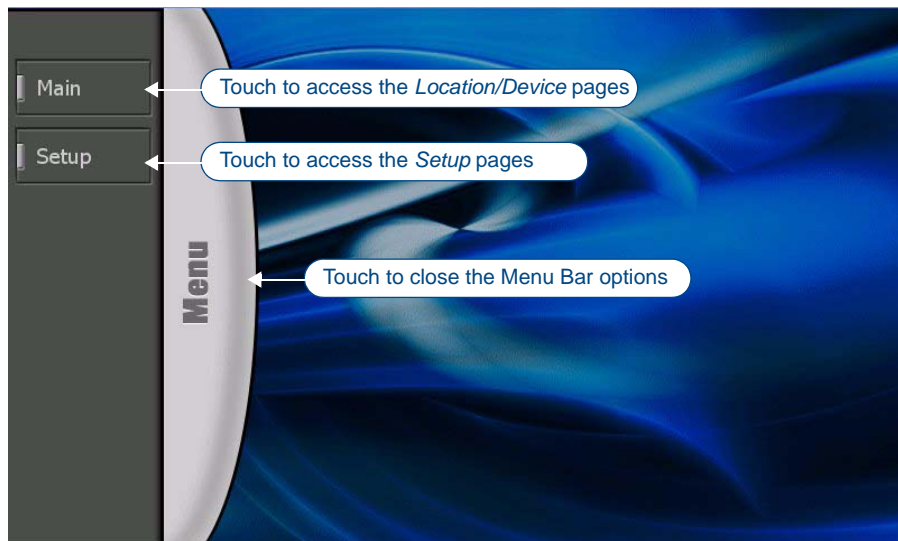 Main
Touch to access the Location/Device pages
Setup
Touch to access the Setup pages
Menu
Touch to close the Menu Bar options